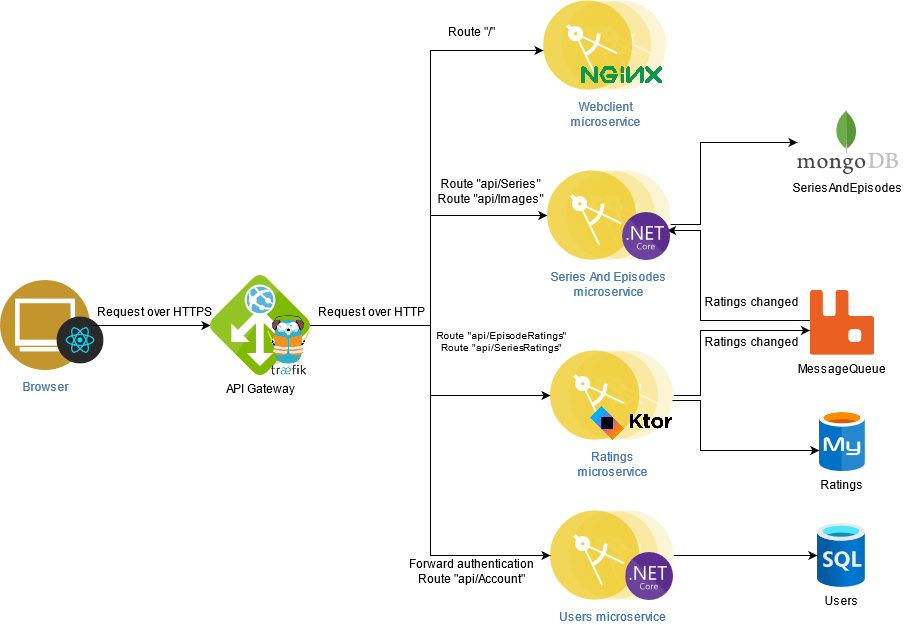 Route "/"
NGINX
Webclient
microservice
mongoDB
SeriesAndEpisodes
Route "api/Series"
Route "api/Images"
.NET
Core
Series And Episodes
microservice
Request over HTTPS
Browser
træfik
API Gateway
Request over HTTP
Ratings changed
Ratings changed
MessageQueue
Route "api/EpisodeRatings"
Route "api/SeriesRatings"
Ktor
Ratings
microservice
My
Ratings
Forward authentication
Route "api/Account"
.NET
Core
Users microservice
SQL
Users